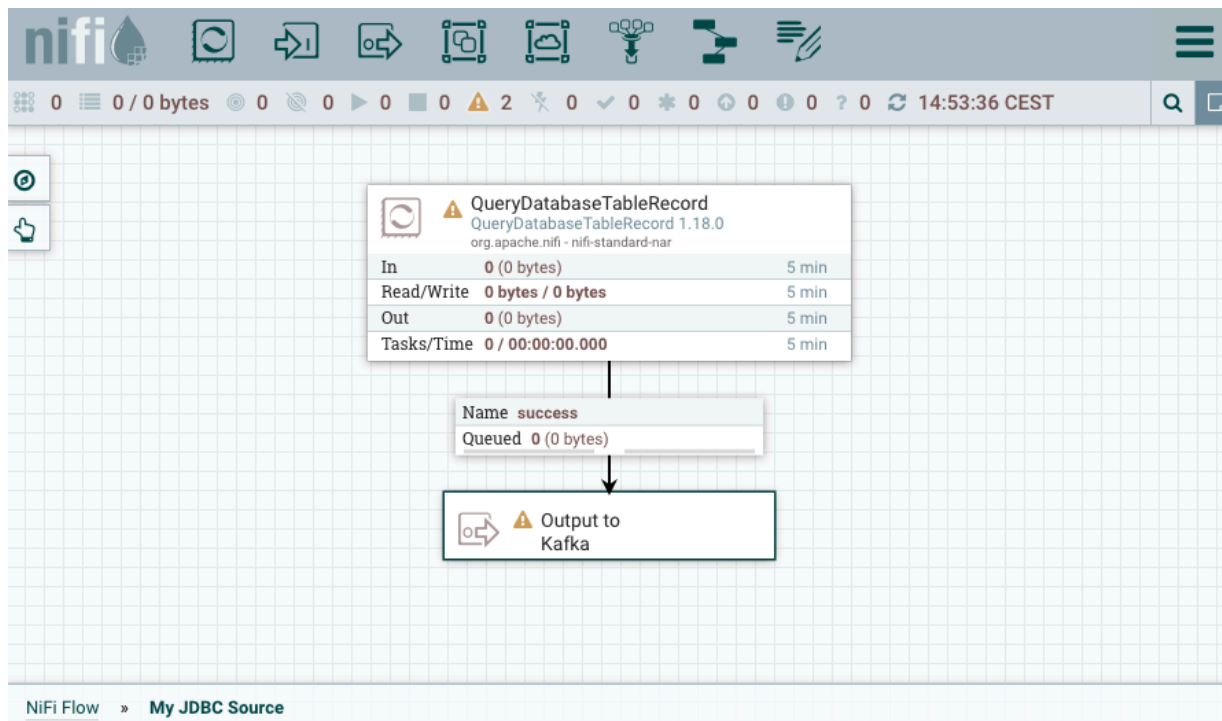 nifi
0 0 / 0 bytes 0 0 0 0 2 0 0 0 0 0 ? 0 14:53:36 CEST
QueryDatabaseTableRecord
QueryDatabaseTableRecord 1.18.0
org.apache.nifi - nifi-standard-nar
In 0 (0 bytes) 5 min
Read/Write 0 bytes / 0 bytes 5 min
Out 0 (0 bytes) 5 min
Tasks/Time 0 / 00:00:00.000 5 min
Name success
Queued 0 (0 bytes)
Output to
Kafka
NiFi Flow » My JDBC Source